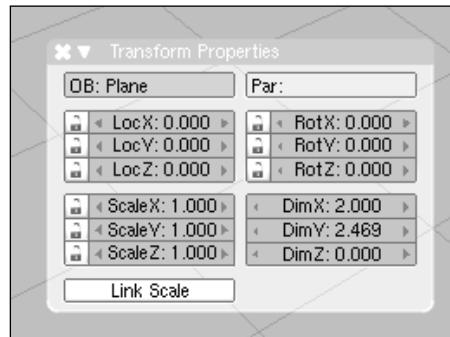 Transform Properties
OB: Plane
Par:
LocX: 0.000
LocY: 0.000
LocZ: 0.000
RotX: 0.000
RotY: 0.000
RotZ: 0.000
ScaleX: 1.000
ScaleY: 1.000
ScaleZ: 1.000
DimX: 2.000
DimY: 2.469
DimZ: 0.000
Link Scale